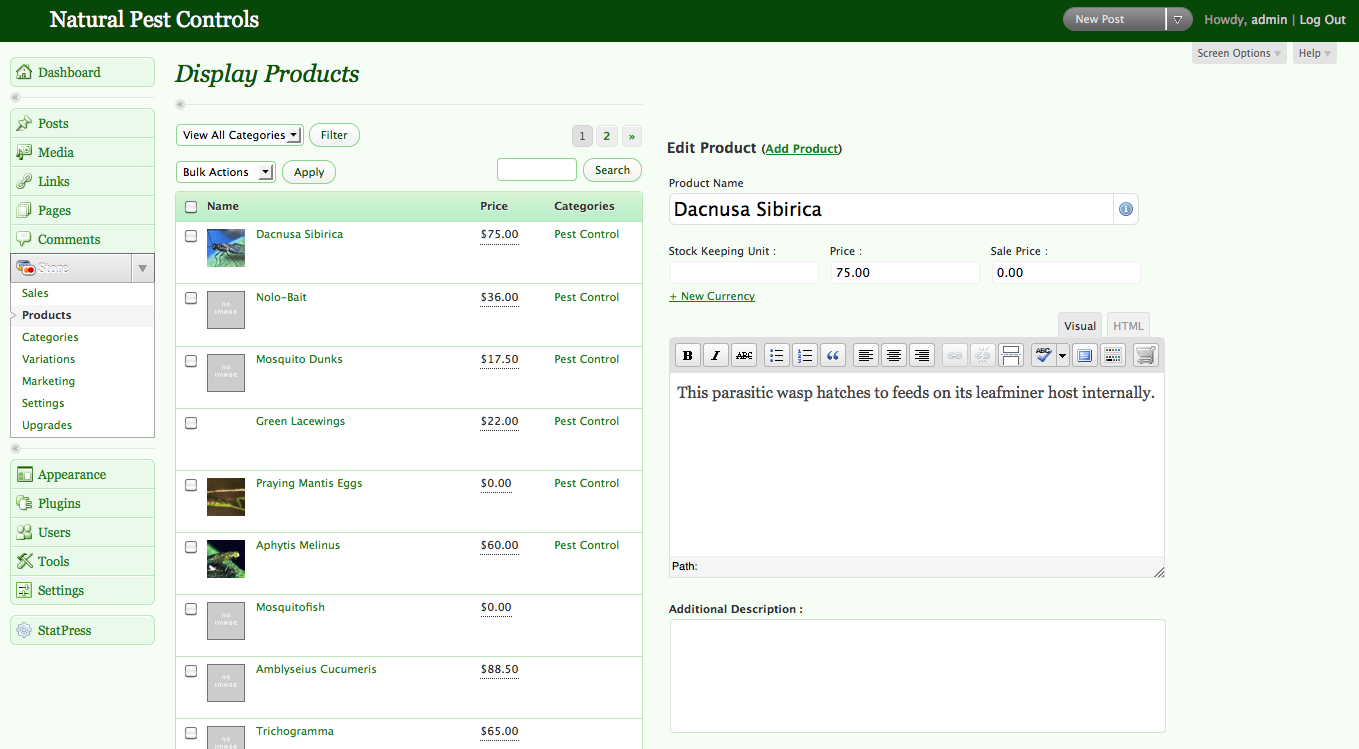 Natural Pest Controls
New Post
Howdy, admin | Log Out
Screen Options
Help
Dashboard
Posts
Media
Links
Pages
Comments
Store
Sales
Products
Categories
Variations
Marketing
Settings
Upgrades
Appearance
Plugins
Users
Tools
Settings
StatPress
Display Products
View All Categories
Filter
1 2 »
Bulk Actions
Apply
Search
Name Price Categories
Dacnusa Sibirica $75.00 Pest Control
NO IMAGE Nolo-Bait $36.00 Pest Control
NO IMAGE Mosquito Dunks $17.50 Pest Control
Green Lacewings $22.00 Pest Control
Praying Mantis Eggs $0.00 Pest Control
Aphytis Melinus $60.00 Pest Control
NO IMAGE Mosquitofish $0.00
NO IMAGE Amblyseius Cucumeris $88.50
NO IMAGE Trichogramma $65.00
Edit Product (Add Product)
Product Name
Dacnusa Sibirica
Stock Keeping Unit : Price : Sale Price :
75.00 0.00
+ New Currency
Visual HTML
B I ABC ABC
This parasitic wasp hatches to feeds on its leafminer host internally.
Path:
Additional Description :